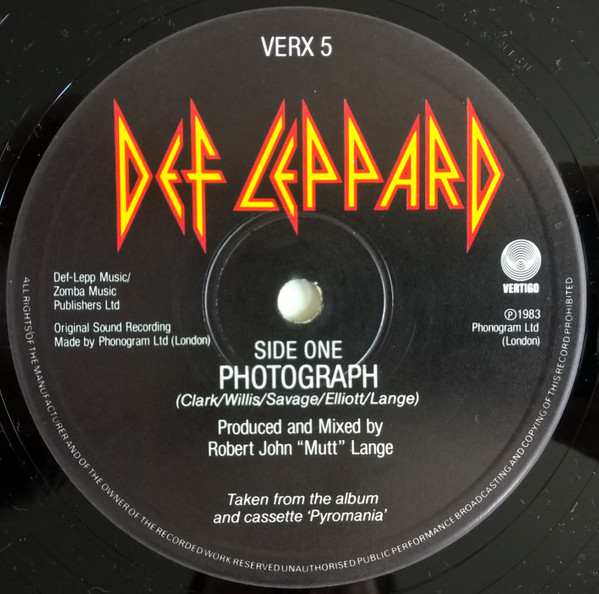 VERX 5
DEF LEPPARD
Def-Lepp Music/
Zomba Music
Publishers Ltd
Original Sound Recording
Made by Phonogram Ltd (London)
VERTIGO
℗1983
Phonogram Ltd
(London)
SIDE ONE
PHOTOGRAPH
(Clark/Willis/Savage/Elliott/Lange)
Produced and Mixed by
Robert John “Mutt” Lange
Taken from the album
and cassette ‘Pyromania’
ALL RIGHTS OF THE MANUFACTURER AND OF THE OWNER OF THE RECORDED WORK RESERVED UNAUTHORISED PUBLIC PERFORMANCE BROADCASTING AND COPYING OF THIS RECORD PROHIBITED